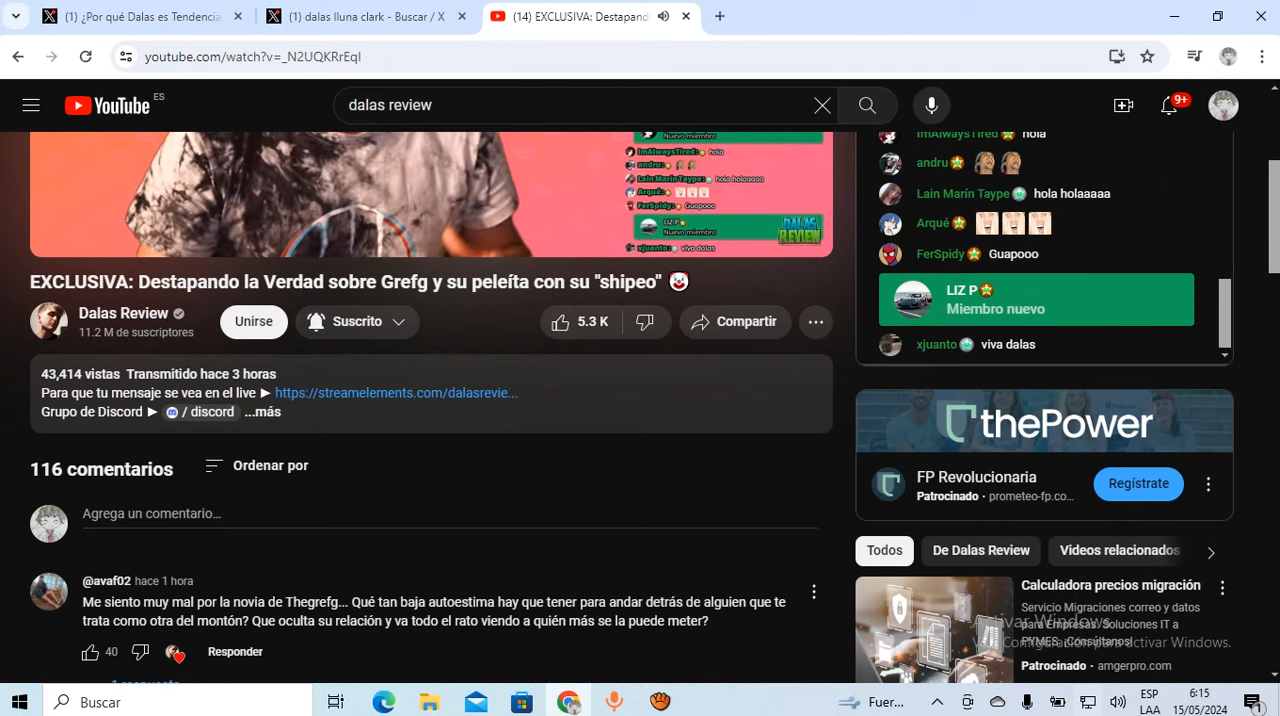 (1) ¿Por qué Dalas es Tendencia
(1) dalas lluna clark - Buscar / X
(14) EXCLUSIVA: Destapando
youtube.com/watch?v=_N2UQKRrEqI
YouTube ES
dalas review
9+
Nuevo miembro
ImAlwaysTired: hola
andru:
Lain Marín Taype: hola holaaaaa
Arqué:
FerSpidy: Guapooo
LIZ P
Nuevo miembro
xjuanto: viva dalas
DALAS REVIEW
ImAlwaysTired hola
andru
Lain Marín Taype hola holaaaaa
Arqué
FerSpidy Guapooo
LIZ P
Miembro nuevo
xjuanto viva dalas
EXCLUSIVA: Destapando la Verdad sobre Grefg y su peleíta con su "shipeo" 🤡
Dalas Review
11.2 M de suscriptores
Unirse
Suscrito
5.3 K
Compartir
43,414 vistas Transmitido hace 3 horas
Para que tu mensaje se vea en el live ► https://streamelements.com/dalasrevie...
Grupo de Discord ► / discord ...más
116 comentarios
Ordenar por
Agrega un comentario...
@avaf02 hace 1 hora
Me siento muy mal por la novia de Thegrefg... Qué tan baja autoestima hay que tener para andar detrás de alguien que te
trata como otra del montón? Que oculta su relación y va todo el rato viendo a quién más se la puede meter?
40
Responder
1 respuesta
thePower
FP Revolucionaria
Patrocinado · prometeo-fp.co...
Regístrate
Todos
De Dalas Review
Videos relacionados
Calculadora precios migración
Servicio Migraciones correo y datos
para Empresas. Soluciones IT a
PYMES. ¡Consúltanos!
Patrocinado · amgerpro.com
Activar Windows
Ve a Configuración para activar Windows.
Buscar
Fuer...
ESP
LAA
6:15
15/05/2024
1